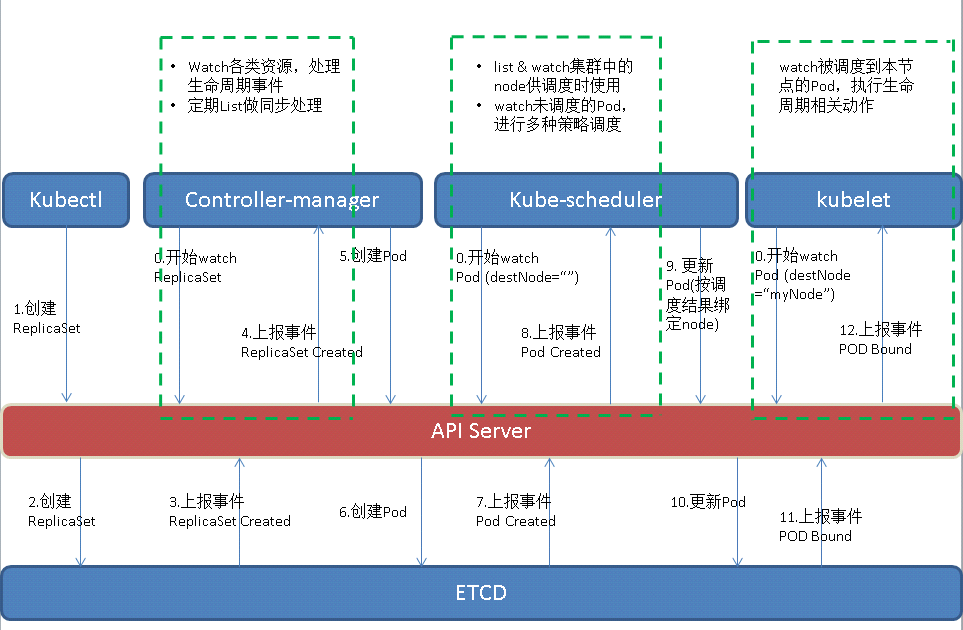 • Watch各类资源，处理
生命周期事件
• 定期List做同步处理
• list & watch集群中的
node供调度时使用
• watch未调度的Pod，
进行多种策略调度
watch被调度到本节
点的Pod，执行生命
周期相关动作
Kubectl
Controller-manager
Kube-scheduler
kubelet
1.创建
ReplicaSet
0.开始watch
ReplicaSet
4.上报事件
ReplicaSet Created
5.创建Pod
0.开始watch
Pod (destNode=“”)
8.上报事件
Pod Created
9. 更新
Pod(按调
度结果绑
定node)
0.开始watch
Pod (destNode
=“myNode”)
12.上报事件
POD Bound
API Server
2.创建
ReplicaSet
3.上报事件
ReplicaSet Created
6.创建Pod
7.上报事件
Pod Created
10.更新Pod
11.上报事件
POD Bound
ETCD